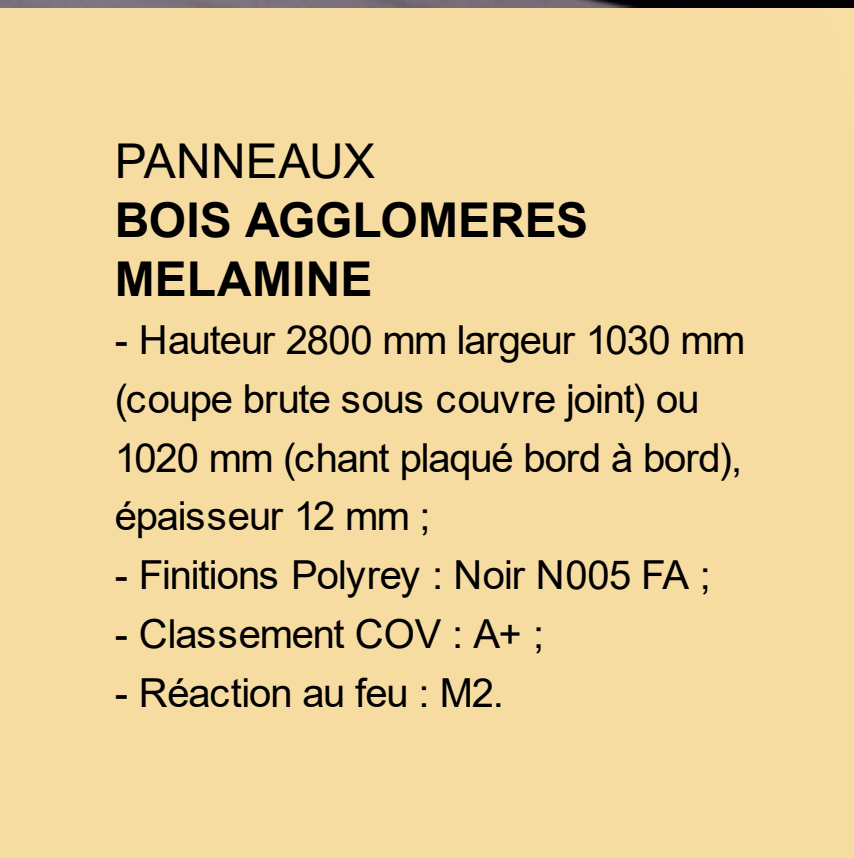 PANNEAUX
BOIS AGGLOMERES
MELAMINE
- Hauteur 2800 mm largeur 1030 mm
(coupe brute sous couvre joint) ou
1020 mm (chant plaqué bord à bord),
épaisseur 12 mm ;
- Finitions Polyrey : Noir N005 FA ;
- Classement COV : A+ ;
- Réaction au feu : M2.